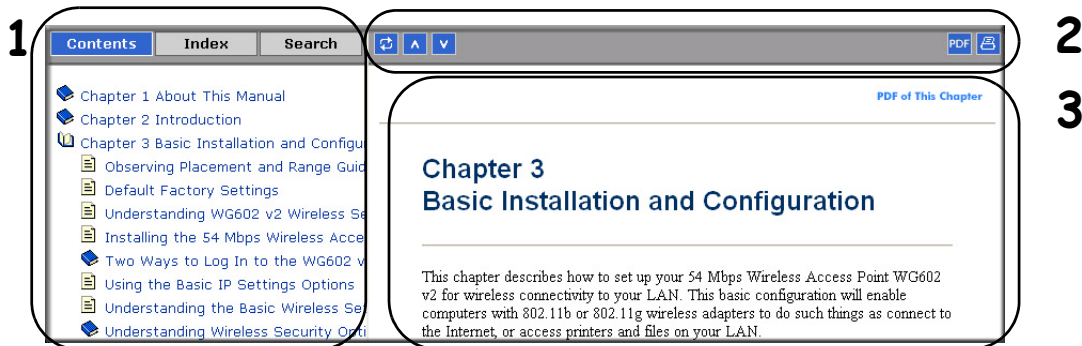 1
Contents Index Search
Chapter 1 About This Manual
Chapter 2 Introduction
Chapter 3 Basic Installation and Configu
Observing Placement and Range Guid
Default Factory Settings
Understanding WG602 v2 Wireless Se
Installing the 54 Mbps Wireless Acce
Two Ways to Log In to the WG602 v
Using the Basic IP Settings Options
Understanding the Basic Wireless Set
Understanding Wireless Security Opti
PDF
2
3
PDF of This Chapter
Chapter 3
Basic Installation and Configuration
This chapter describes how to set up your 54 Mbps Wireless Access Point WG602
v2 for wireless connectivity to your LAN. This basic configuration will enable
computers with 802.11b or 802.11g wireless adapters to do such things as connect to
the Internet, or access printers and files on your LAN.